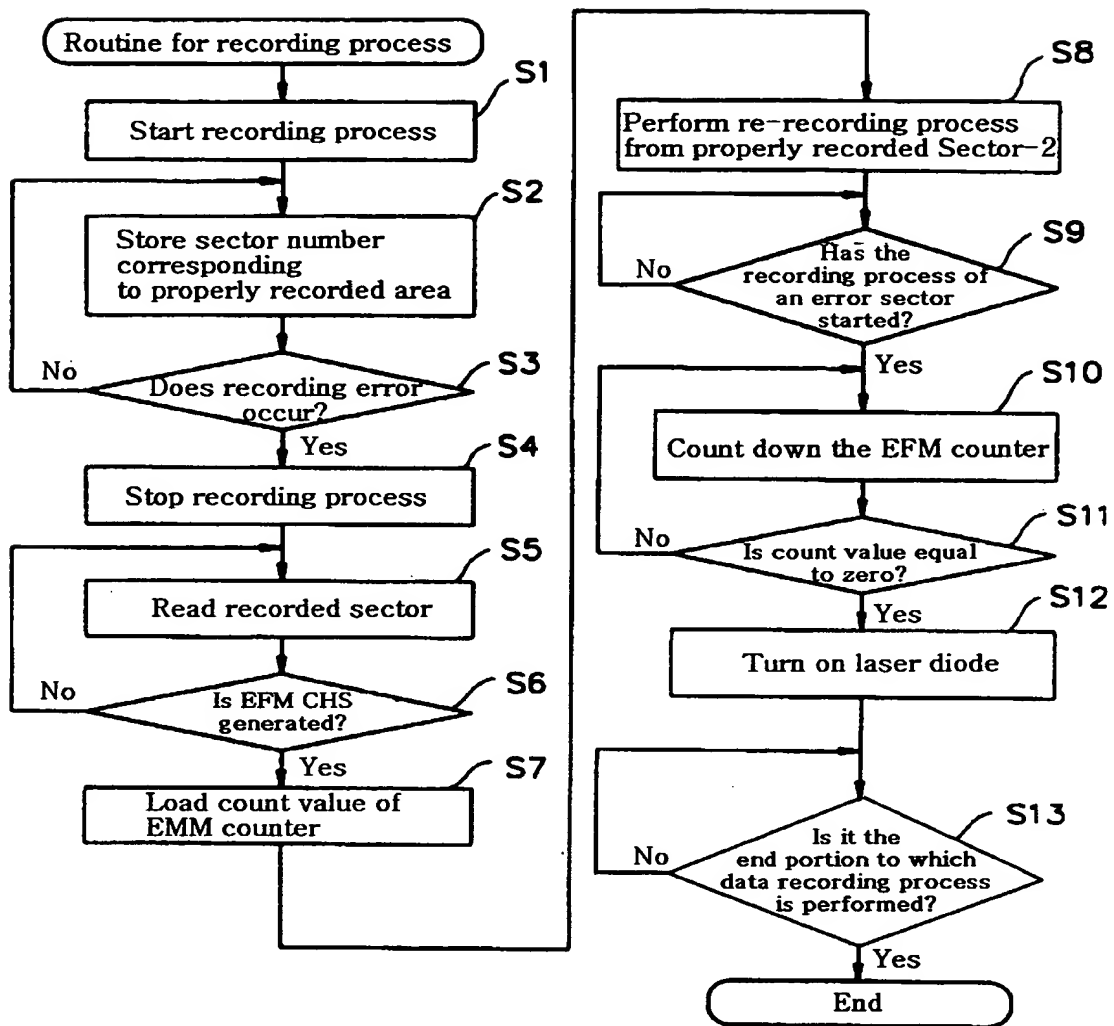 Routine for recording process
S1
Start recording process
S2
Store sector number
corresponding
to properly recorded area
No
S3
Does recording error
occur?
Yes
S4
Stop recording process
S5
Read recorded sector
No
S6
Is EFM CHS
generated?
Yes
S7
Load count value of
EMM counter
S8
Perform re-recording process
from properly recorded Sector-2
S9
No
Has the
recording process of
an error sector
started?
Yes
S10
Count down the EFM counter
S11
No
Is count value equal
to zero?
Yes
S12
Turn on laser diode
S13
No
Is it the
end portion to which
data recording process
is performed?
Yes
End